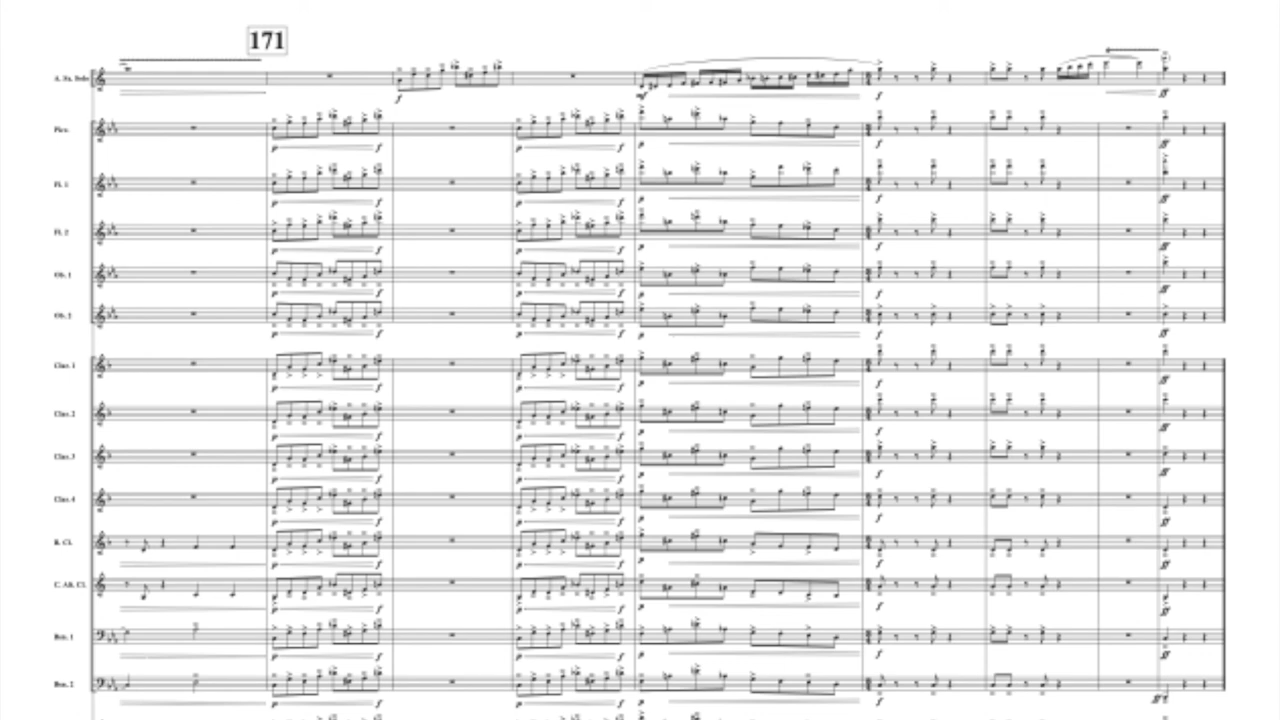 171
A. Sx. Solo
Picc.
Fl. 1
Fl. 2
Ob. 1
Ob. 2
Clar. 1
Clar. 2
Clar. 3
Clar. 4
B. Cl.
C. Alt. Cl.
Bsn. 1
Bsn. 2